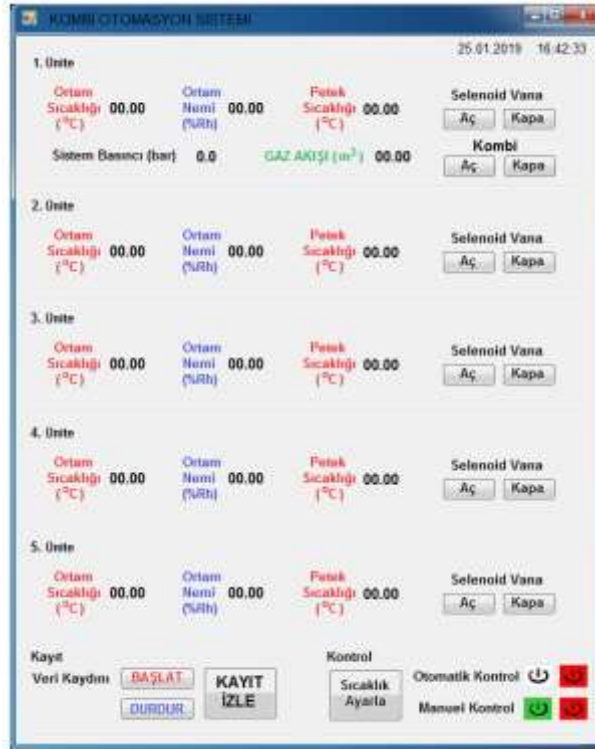 KOMBİ OTOMASYON SİSTEMİ
25.01.2019 16:42:33
1. Ünite
Ortam Sıcaklığı (°C) 00.00 Ortam Nemi (%Rh) 00.00 Petek Sıcaklığı (°C) 00.00 Selenoid Vana
Aç Kapa
Sistem Basıncı (bar) 0.0 GAZ AKIŞI (m³) 00.00 Kombi
Aç Kapa
2. Ünite
Ortam Sıcaklığı (°C) 00.00 Ortam Nemi (%Rh) 00.00 Petek Sıcaklığı (°C) 00.00 Selenoid Vana
Aç Kapa
3. Ünite
Ortam Sıcaklığı (°C) 00.00 Ortam Nemi (%Rh) 00.00 Petek Sıcaklığı (°C) 00.00 Selenoid Vana
Aç Kapa
4. Ünite
Ortam Sıcaklığı (°C) 00.00 Ortam Nemi (%Rh) 00.00 Petek Sıcaklığı (°C) 00.00 Selenoid Vana
Aç Kapa
5. Ünite
Ortam Sıcaklığı (°C) 00.00 Ortam Nemi (%Rh) 00.00 Petek Sıcaklığı (°C) 00.00 Selenoid Vana
Aç Kapa
Kayıt
Veri Kaydını BAŞLAT
DURDUR
KAYIT
İZLE
Kontrol
Sıcaklık
Ayarla
Otomatik Kontrol
Manuel Kontrol